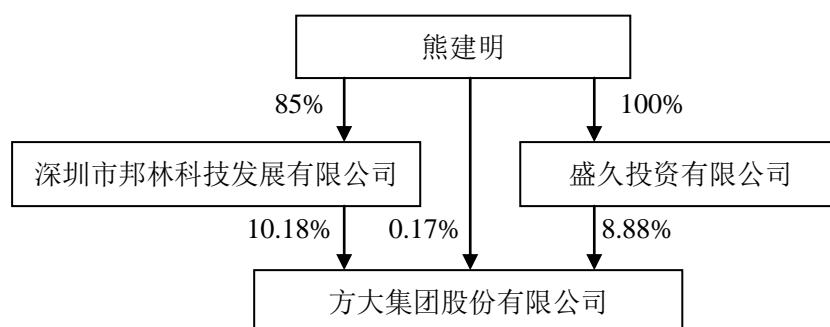 熊建明
85% 100%
深圳市邦林科技发展有限公司 盛久投资有限公司
10.18% 0.17% 8.88%
方大集团股份有限公司